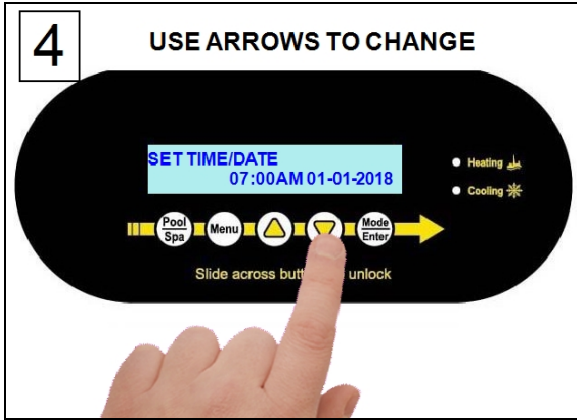 4
USE ARROWS TO CHANGE
SET TIME/DATE
07:00AM 01-01-2018
Heating
Cooling
Pool
Spa
Menu
Mode
Enter
Slide across but unlock